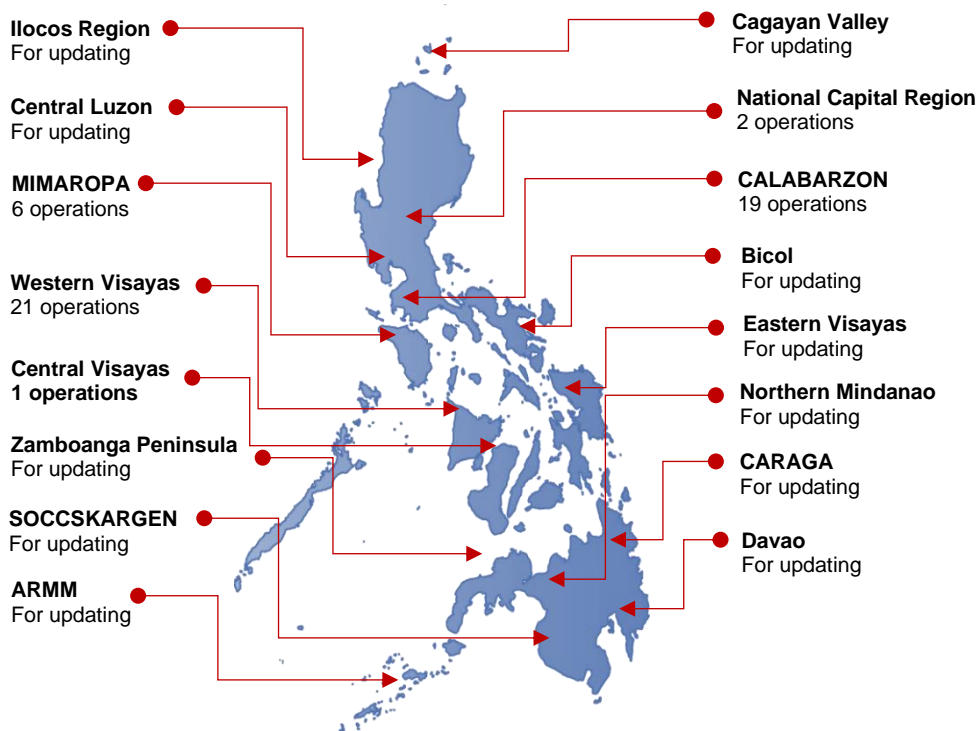 Ilocos Region
For updating
Central Luzon
For updating
MIMAROPA
6 operations
Western Visayas
21 operations
Central Visayas
1 operations
Zamboanga Peninsula
For updating
SOCCSKARGEN
For updating
ARMM
For updating
Cagayan Valley
For updating
National Capital Region
2 operations
CALABARZON
19 operations
Bicol
For updating
Eastern Visayas
For updating
Northern Mindanao
For updating
CARAGA
For updating
Davao
For updating